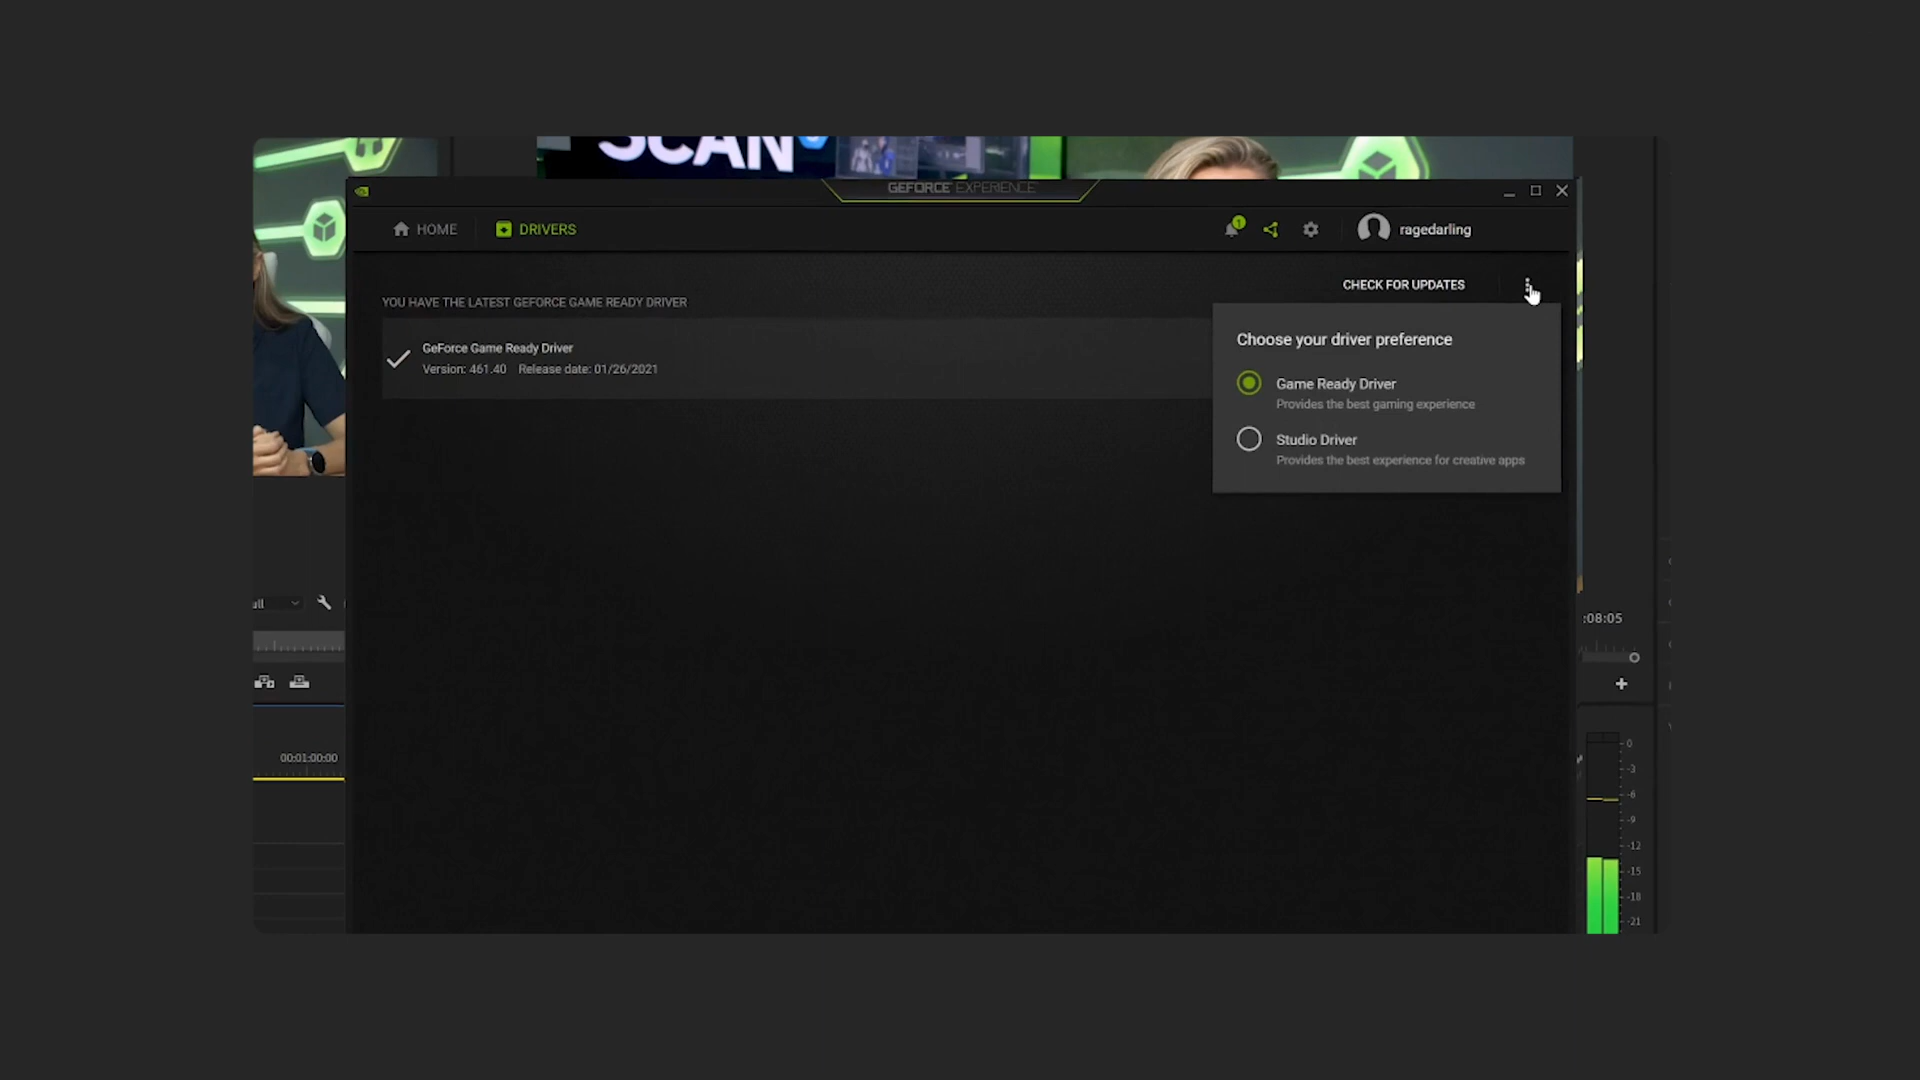 SCAN
GEFORCE EXPERIENCE
HOME
DRIVERS
1
ragedarling
CHECK FOR UPDATES
YOU HAVE THE LATEST GEFORCE GAME READY DRIVER
GeForce Game Ready Driver
Version: 461.40 Release date: 01/26/2021
Choose your driver preference
Game Ready Driver
Provides the best gaming experience
Studio Driver
Provides the best experience for creative apps
ull
:08:05
00:01:00:00
0
-3
-6
-9
-12
-15
-18
-21